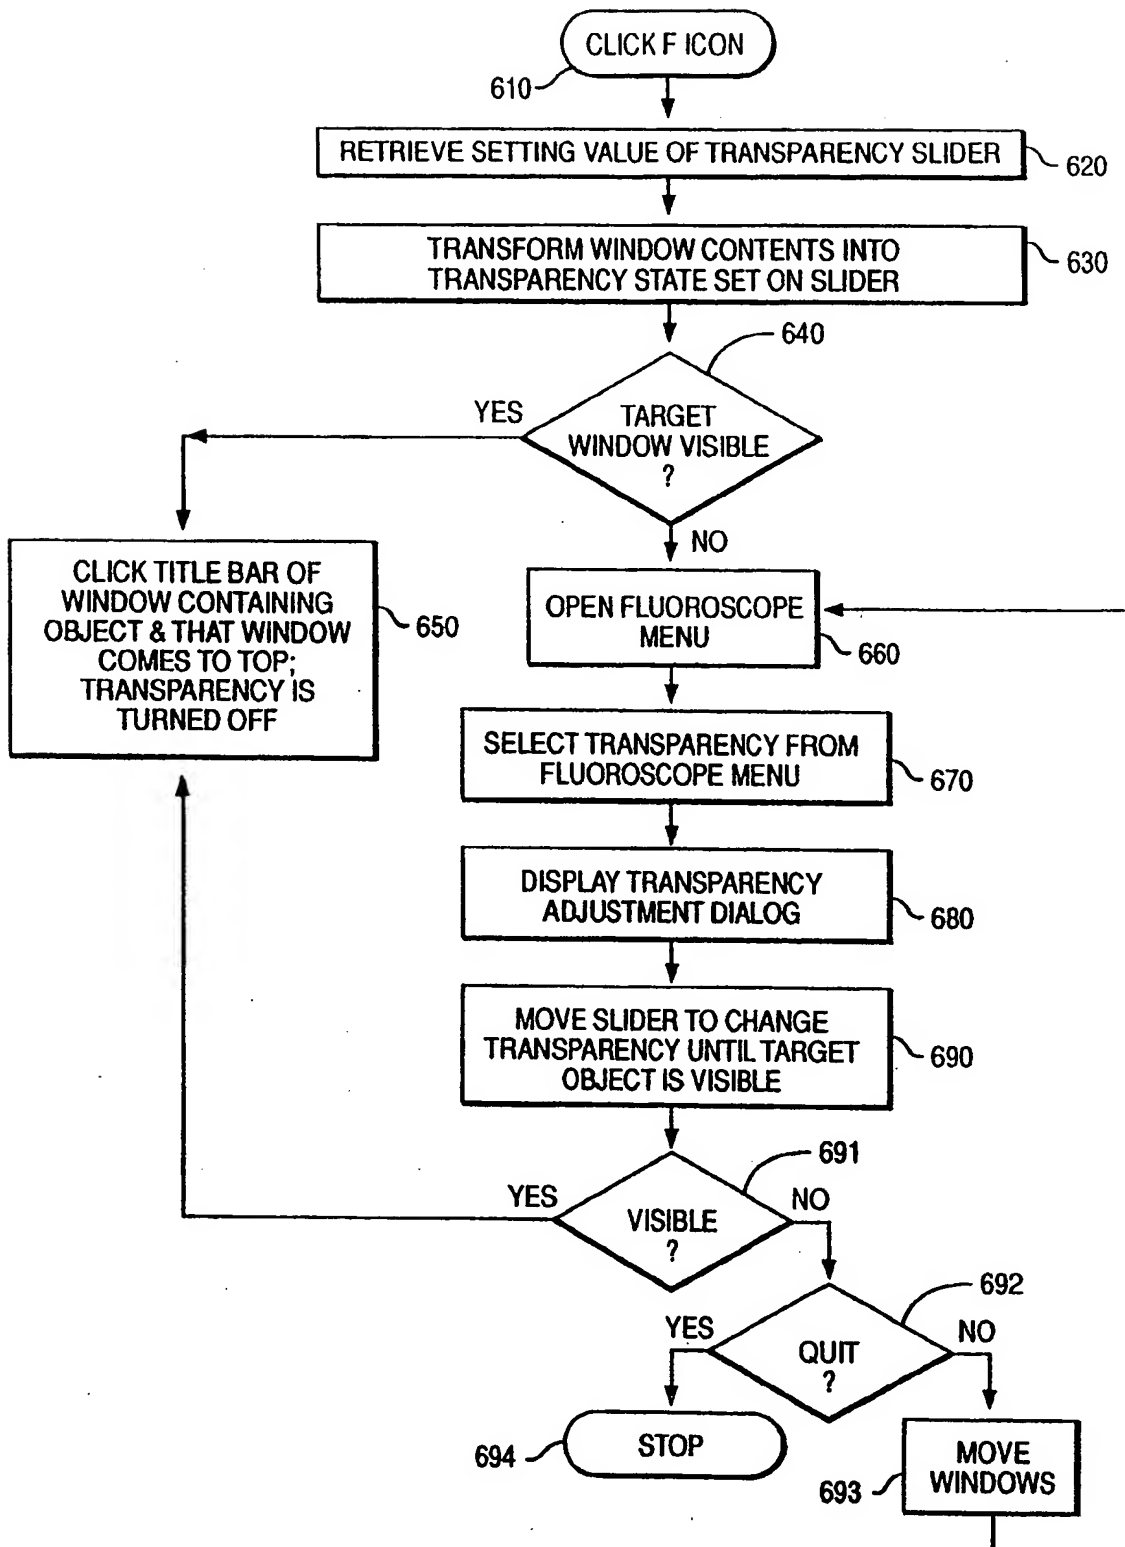 CLICK F ICON
610
RETRIEVE SETTING VALUE OF TRANSPARENCY SLIDER
620
TRANSFORM WINDOW CONTENTS INTO
TRANSPARENCY STATE SET ON SLIDER
630
640
YES
TARGET
WINDOW VISIBLE
?
NO
CLICK TITLE BAR OF
WINDOW CONTAINING
OBJECT & THAT WINDOW
COMES TO TOP;
TRANSPARENCY IS
TURNED OFF
650
OPEN FLUOROSCOPE
MENU
660
SELECT TRANSPARENCY FROM
FLUOROSCOPE MENU
670
DISPLAY TRANSPARENCY
ADJUSTMENT DIALOG
680
MOVE SLIDER TO CHANGE
TRANSPARENCY UNTIL TARGET
OBJECT IS VISIBLE
690
691
YES
VISIBLE
?
NO
692
YES
QUIT
?
NO
STOP
694
MOVE
WINDOWS
693